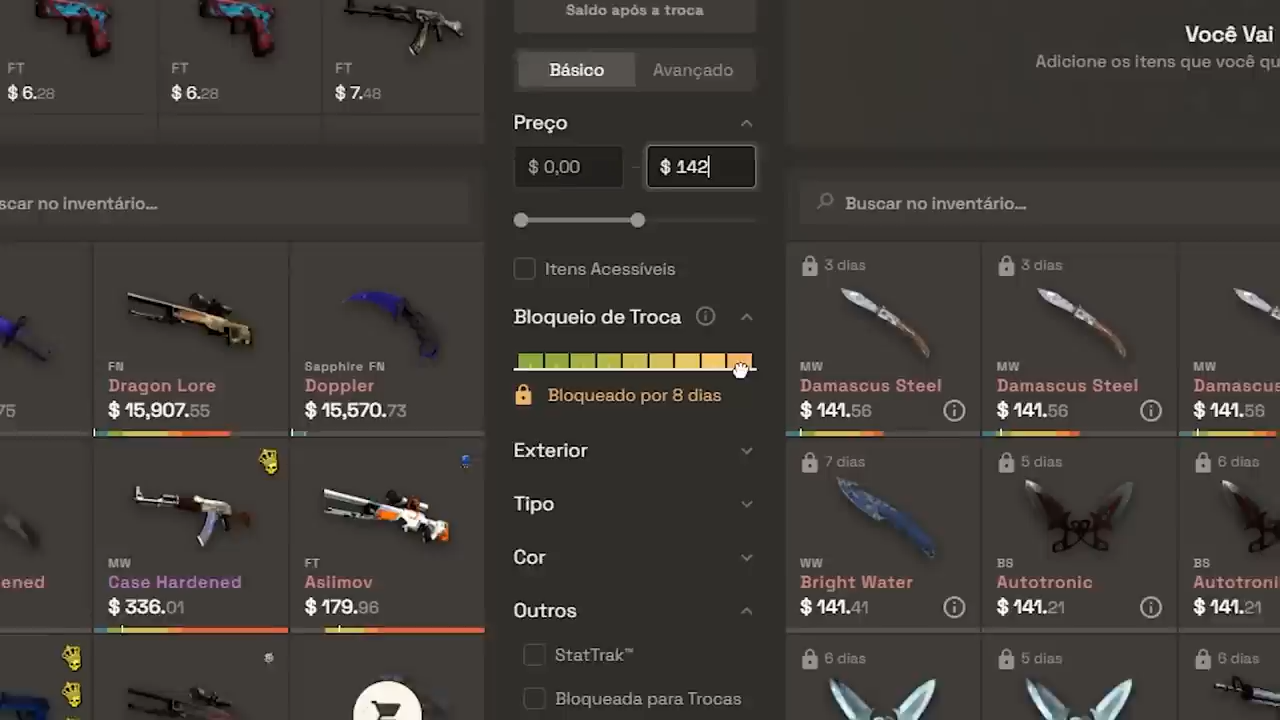 FT
$ 6.28
FT
$ 6.28
FT
$ 7.48
scar no inventário...
75
FN
Dragon Lore
$ 15,907.55
Sapphire FN
Doppler
$ 15,570.73
ened
MW
Case Hardened
$ 336.01
FT
Asiimov
$ 179.96
Saldo após a troca
Básico
Avançado
Preço
$ 0,00
-
$ 142
Itens Acessíveis
Bloqueio de Troca
Bloqueado por 8 dias
Exterior
Tipo
Cor
Outros
StatTrak™
Bloqueada para Trocas
Você Vai
Adicione os itens que você qu
Buscar no inventário...
3 dias
MW
Damascus Steel
$ 141.56
3 dias
MW
Damascus Steel
$ 141.56
MW
Damascus
$ 141.56
7 dias
WW
Bright Water
$ 141.41
5 dias
BS
Autotronic
$ 141.21
6 dias
BS
Autotroni
$ 141.21
6 dias
5 dias
6 dias